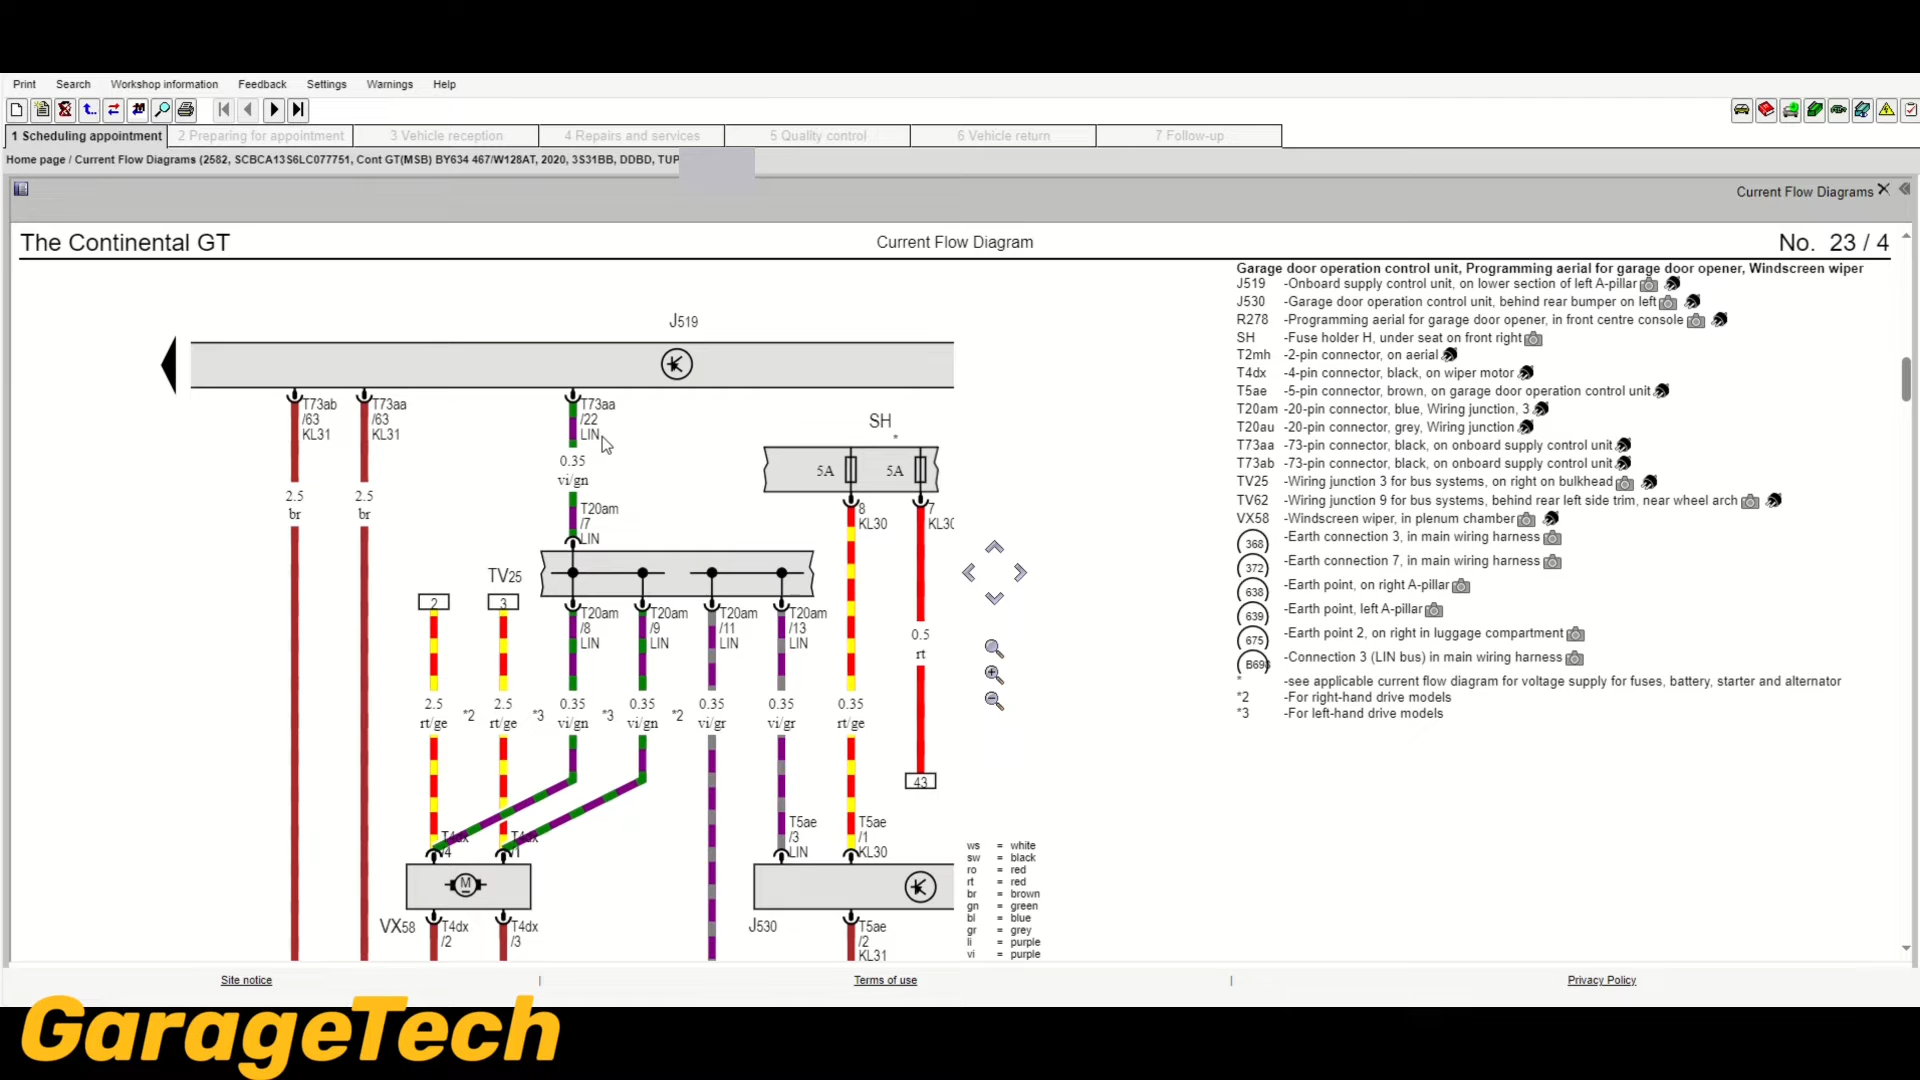 Print Search Workshop information Feedback Settings Warnings Help
1 Scheduling appointment 2 Preparing for appointment 3 Vehicle reception 4 Repairs and services 5 Quality control 6 Vehicle return 7 Follow-up
Home page / Current Flow Diagrams (2582, SCBCA13S6LC077751, Cont GT(MSB) BY634 467/W128AT, 2020, 3S31BB, DDBD, TUP
Current Flow Diagrams
The Continental GT Current Flow Diagram No. 23 / 4
Garage door operation control unit, Programming aerial for garage door opener, Windscreen wiper
J519 -Onboard supply control unit, on lower section of left A-pillar
J530 -Garage door operation control unit, behind rear bumper on left
R278 -Programming aerial for garage door opener, in front centre console
SH -Fuse holder H, under seat on front right
T2mh -2-pin connector, on aerial
T4dx -4-pin connector, black, on wiper motor
T5ae -5-pin connector, brown, on garage door operation control unit
T20am -20-pin connector, blue, Wiring junction, 3
T20au -20-pin connector, grey, Wiring junction
T73aa -73-pin connector, black, on onboard supply control unit
T73ab -73-pin connector, black, on onboard supply control unit
TV25 -Wiring junction 3 for bus systems, on right on bulkhead
TV62 -Wiring junction 9 for bus systems, behind rear left side trim, near wheel arch
VX58 -Windscreen wiper, in plenum chamber
368 -Earth connection 3, in main wiring harness
372 -Earth connection 7, in main wiring harness
638 -Earth point, on right A-pillar
639 -Earth point, left A-pillar
675 -Earth point 2, on right in luggage compartment
B698 -Connection 3 (LIN bus) in main wiring harness
* -see applicable current flow diagram for voltage supply for fuses, battery, starter and alternator
*2 -For right-hand drive models
*3 -For left-hand drive models
J519
T73ab T73aa T73aa
/63 /63 /22
KL31 KL31 LIN
SH
*
5A 5A
0.35
vi/gn
2.5 2.5
br br
T20am
/7
LIN
8 7
KL30 KL30
TV25
2 3
T20am T20am T20am T20am
/8 /9 /11 /13
LIN LIN LIN LIN
0.5
rt
2.5 2.5 0.35 0.35 0.35 0.35 0.35
rt/ge *2 rt/ge *3 vi/gn *3 vi/gn *2 vi/gr vi/gr rt/ge
43
T4dx T4dx T5ae T5ae
/4 /1 /3 /1
LIN KL30
M
VX58 T4dx T4dx J530 T5ae
/2 /3 /2
KL31
ws = white
sw = black
ro = red
rt = red
br = brown
gn = green
bl = blue
gr = grey
li = purple
vi = purple
Site notice | Terms of use | Privacy Policy
GarageTech